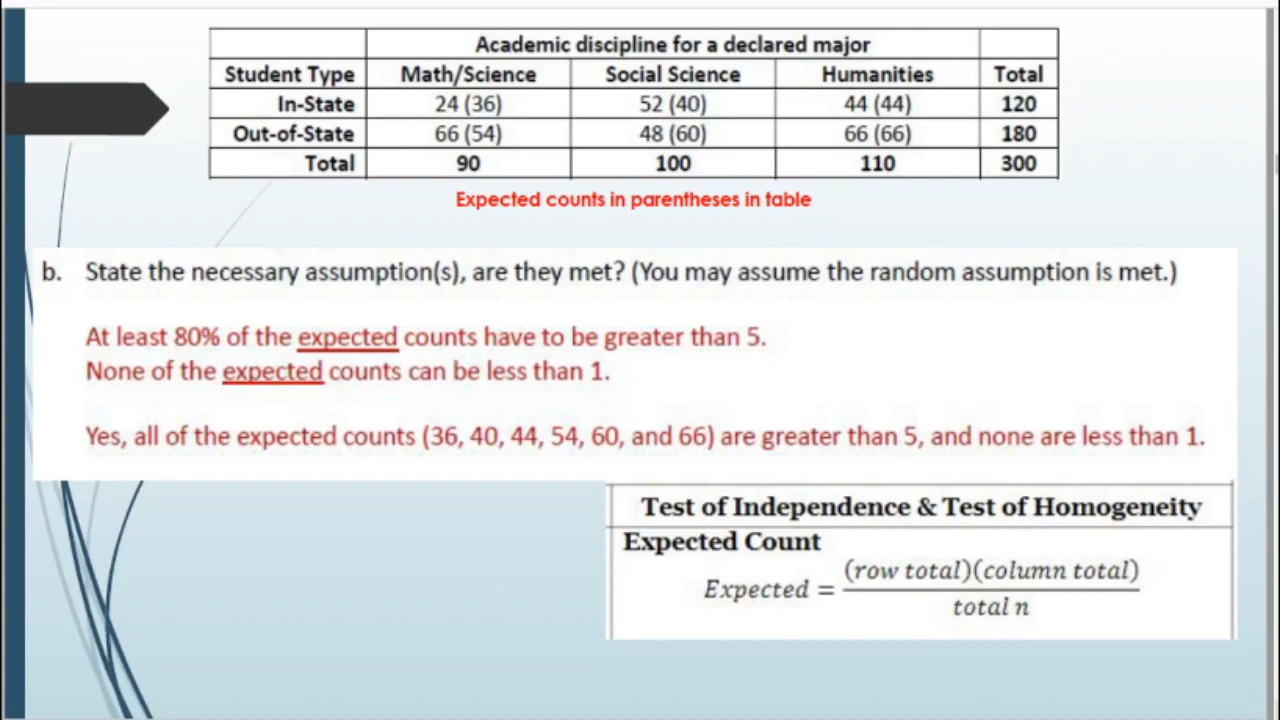 Academic discipline for a declared major
Student Type Math/Science Social Science Humanities Total
In-State 24 (36) 52 (40) 44 (44) 120
Out-of-State 66 (54) 48 (60) 66 (66) 180
Total 90 100 110 300
Expected counts in parentheses in table
b. State the necessary assumption(s), are they met? (You may assume the random assumption is met.)
At least 80% of the expected counts have to be greater than 5.
None of the expected counts can be less than 1.
Yes, all of the expected counts (36, 40, 44, 54, 60, and 66) are greater than 5, and none are less than 1.
Test of Independence & Test of Homogeneity
Expected Count
Expected = (row total)(column total)
total n